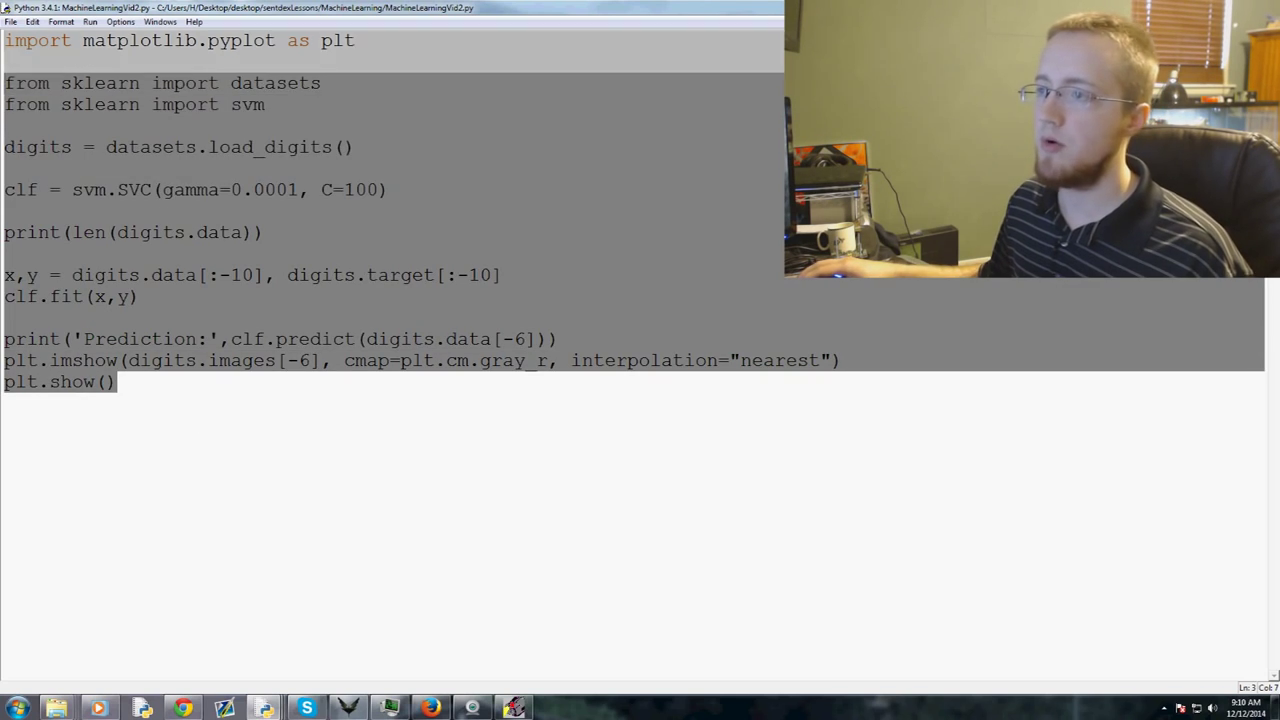 Python 3.4.1: MachineLearningVid2.py - C:/Users/H/Desktop/desktop/sentdexLessons/MachineLearning/MachineLearningVid2.py
File Edit Format Run Options Windows Help
import matplotlib.pyplot as plt
from sklearn import datasets
from sklearn import svm
digits = datasets.load_digits()
clf = svm.SVC(gamma=0.0001, C=100)
print(len(digits.data))
x,y = digits.data[:-10], digits.target[:-10]
clf.fit(x,y)
print('Prediction:',clf.predict(digits.data[-6]))
plt.imshow(digits.images[-6], cmap=plt.cm.gray_r, interpolation="nearest")
plt.show()
Ln: 3 Col: 7
9:10 AM
12/12/2014